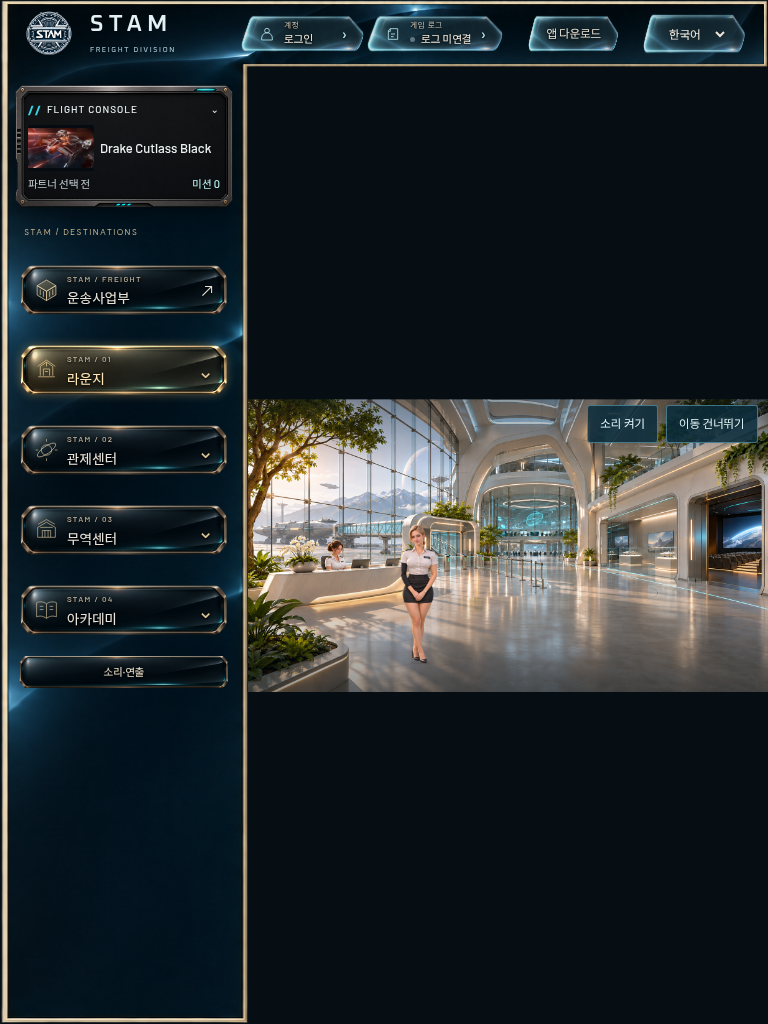 STAM
STAM
FREIGHT DIVISION
계정
로그인
게임 로그
로그 미연결
앱 다운로드
한국어
// FLIGHT CONSOLE
Drake Cutlass Black
파트너 선택 전
미션 0
STAM / DESTINATIONS
STAM / FREIGHT
운송사업부
STAM / 01
라운지
STAM / 02
관제센터
STAM / 03
무역센터
STAM / 04
아카데미
소리·연출
소리 켜기
이동 건너뛰기